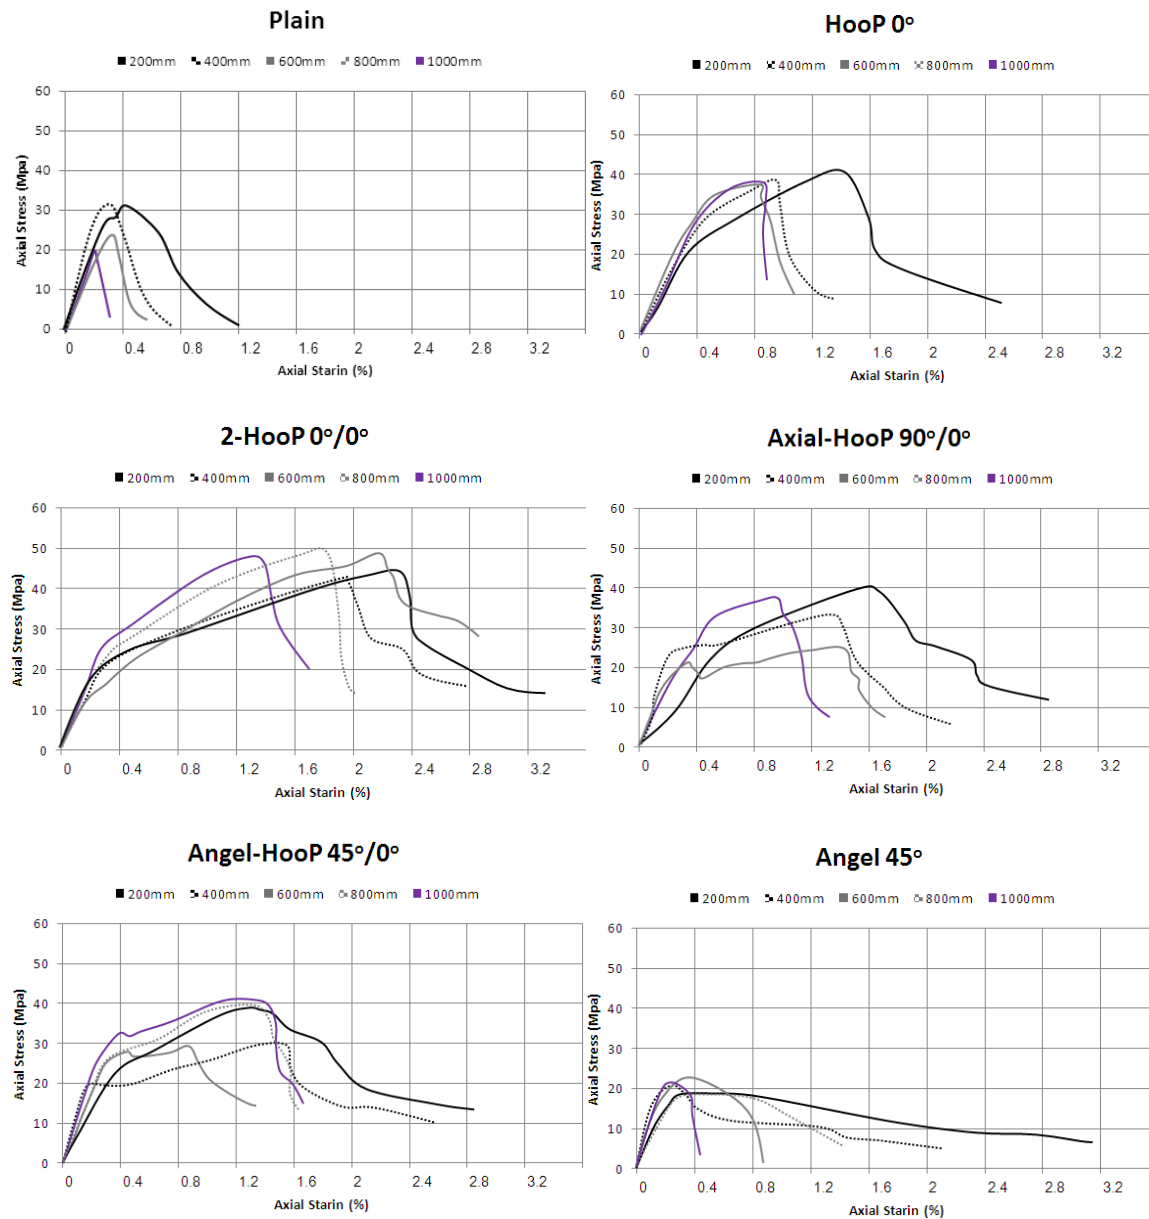 Plain
200mm 400mm 600mm 800mm 1000mm
Axial Stress (Mpa)
60
50
40
30
20
10
0
0 0.4 0.8 1.2 1.6 2 2.4 2.8 3.2
Axial Starin (%)
HooP 0°
200mm 400mm 600mm 800mm 1000mm
Axial Stress (Mpa)
60
50
40
30
20
10
0
0 0.4 0.8 1.2 1.6 2 2.4 2.8 3.2
Axial Starin (%)
2-HooP 0°/0°
200mm 400mm 600mm 800mm 1000mm
Axial Stress (Mpa)
60
50
40
30
20
10
0
0 0.4 0.8 1.2 1.6 2 2.4 2.8 3.2
Axial Starin (%)
Axial-HooP 90°/0°
200mm 400mm 600mm 800mm 1000mm
Axial Stress (Mpa)
60
50
40
30
20
10
0
0 0.4 0.8 1.2 1.6 2 2.4 2.8 3.2
Axial Starin (%)
Angel-HooP 45°/0°
200mm 400mm 600mm 800mm 1000mm
Axial Stress (Mpa)
60
50
40
30
20
10
0
0 0.4 0.8 1.2 1.6 2 2.4 2.8 3.2
Axial Starin (%)
Angel 45°
200mm 400mm 600mm 800mm 1000mm
Axial Stress (Mpa)
60
50
40
30
20
10
0
0 0.4 0.8 1.2 1.6 2 2.4 2.8 3.2
Axial Starin (%)